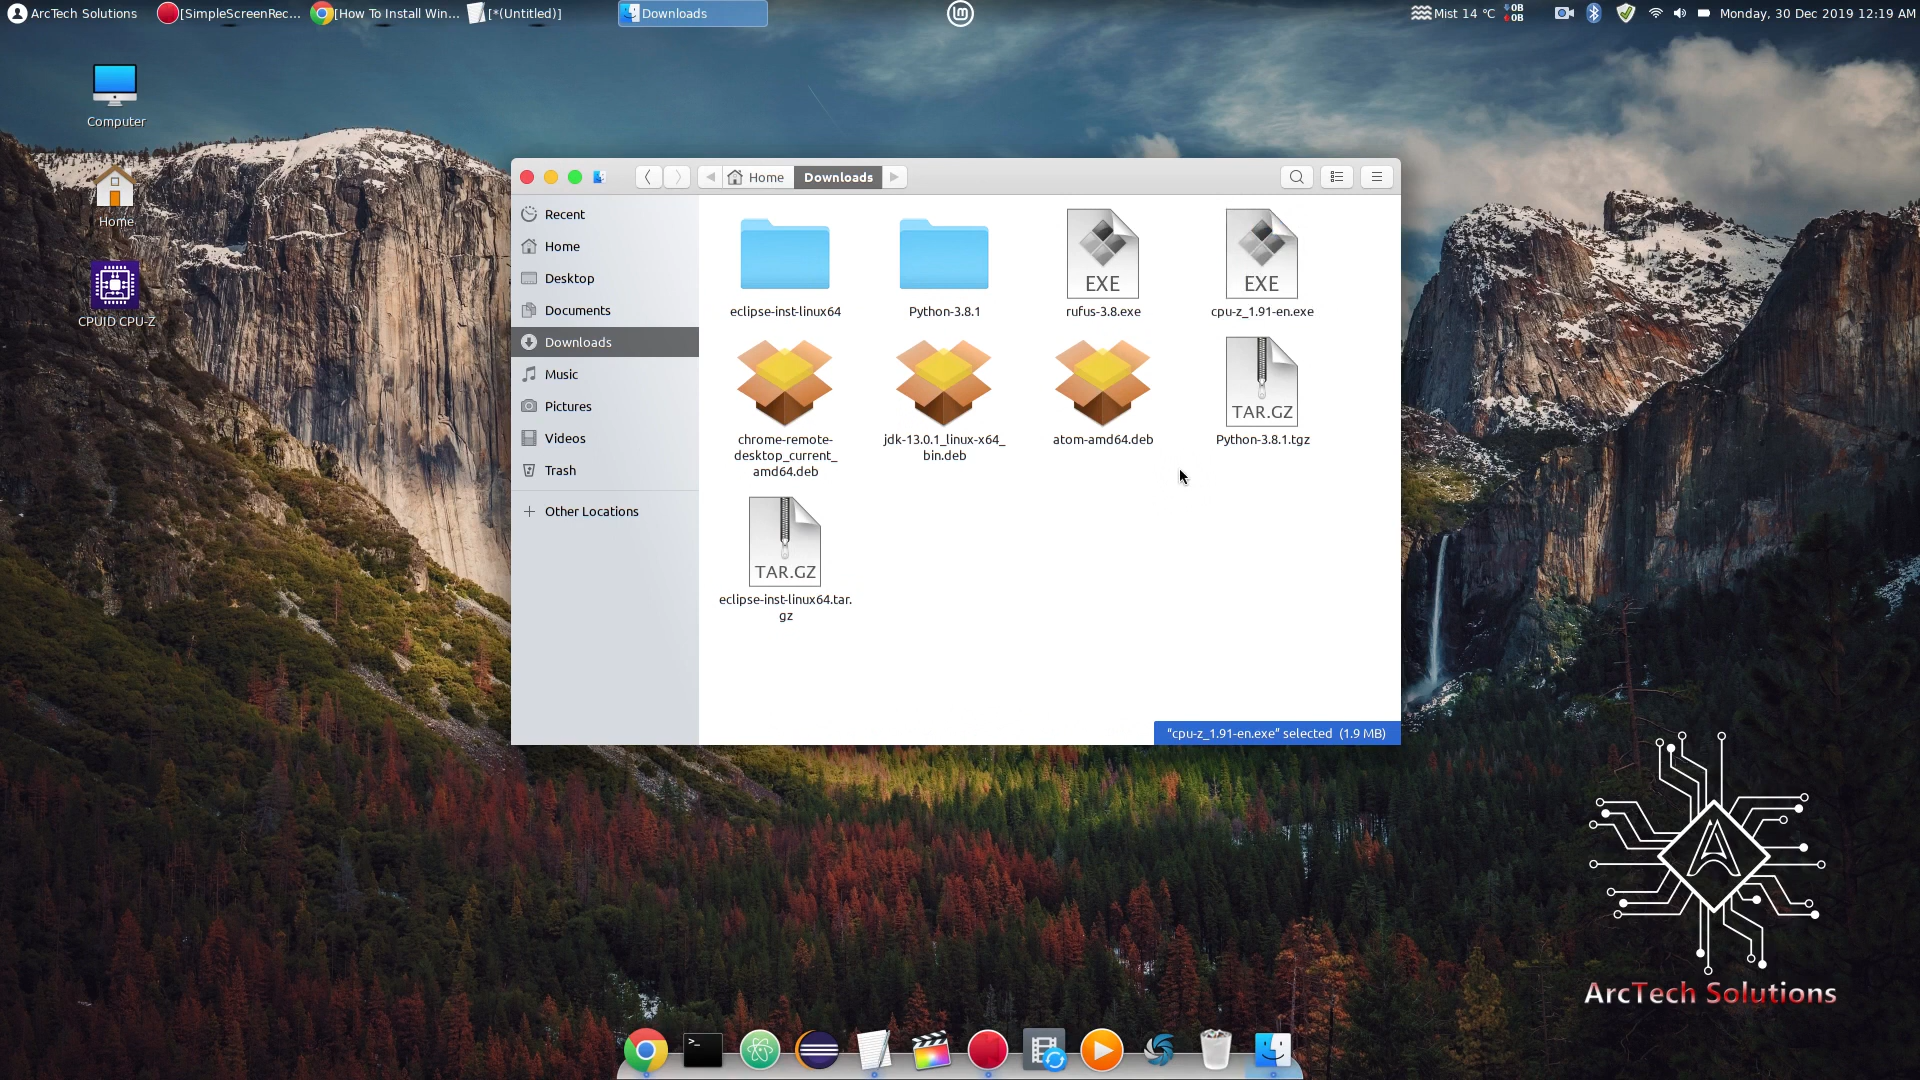 ArcTech Solutions
[SimpleScreenRec...
[How To Install Win...
[*(Untitled)]
Downloads
Mist 14 °C
0B
0B
Monday, 30 Dec 2019 12:19 AM
Computer
Home
CPUID CPU-Z
Home
Downloads
Recent
Home
Desktop
Documents
Downloads
Music
Pictures
Videos
Trash
Other Locations
EXE
EXE
eclipse-inst-linux64
Python-3.8.1
rufus-3.8.exe
cpu-z_1.91-en.exe
TAR.GZ
chrome-remote-
desktop_current_
amd64.deb
jdk-13.0.1_linux-x64_
bin.deb
atom-amd64.deb
Python-3.8.1.tgz
TAR.GZ
eclipse-inst-linux64.tar.
gz
"cpu-z_1.91-en.exe" selected (1.9 MB)
A
ArcTech Solutions
>_